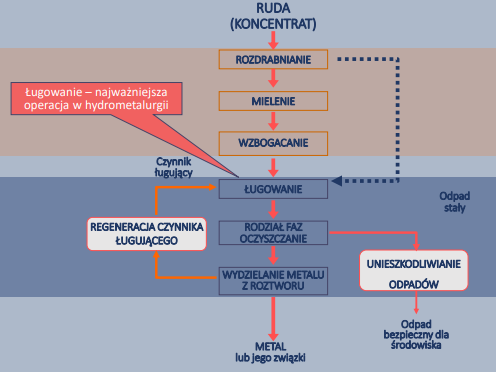 RUDA
(KONCENTRAT)
ROZDRABNIANIE
Ługowanie – najważniejsza
operacja w hydrometalurgii
MIELENIE
WZBOGACANIE
Czynnik
ługujący
ŁUGOWANIE
Odpad
stały
REGENERACJA CZYNNIKA
ŁUGUJĄCEGO
RODZIAŁ FAZ
OCZYSZCZANIE
UNIESZKODLIWIANIE
ODPADÓW
WYDZIELANIE METALU
Z ROZTWORU
Odpad
bezpieczny dla
środowiska
METAL
lub jego związki